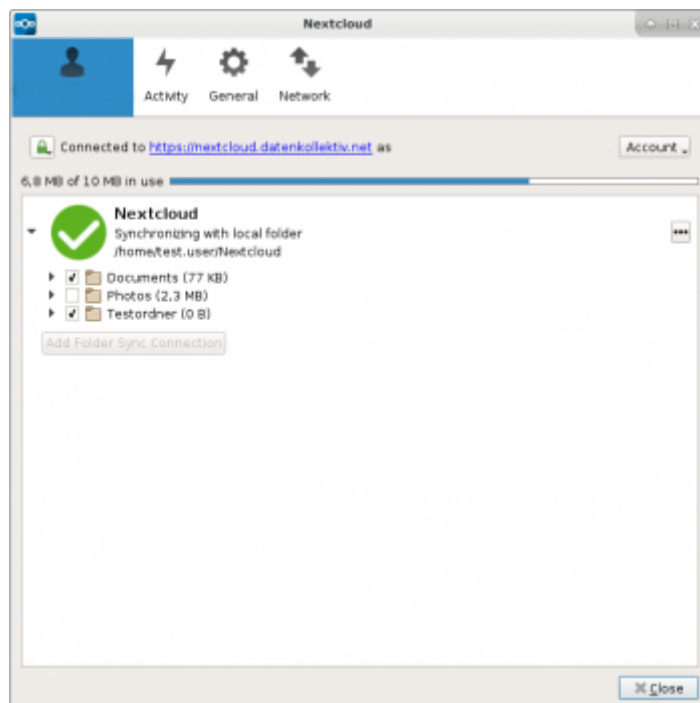 Nextcloud
Activity General Network
Connected to https://nextcloud.datenkollektiv.net as
Account
6,8 MB of 10 MB in use
Nextcloud
Synchronizing with local folder
/home/test.user/Nextcloud
Documents (77 KB)
Photos (2,3 MB)
Testordner (0 B)
Add Folder Sync Connection
Close